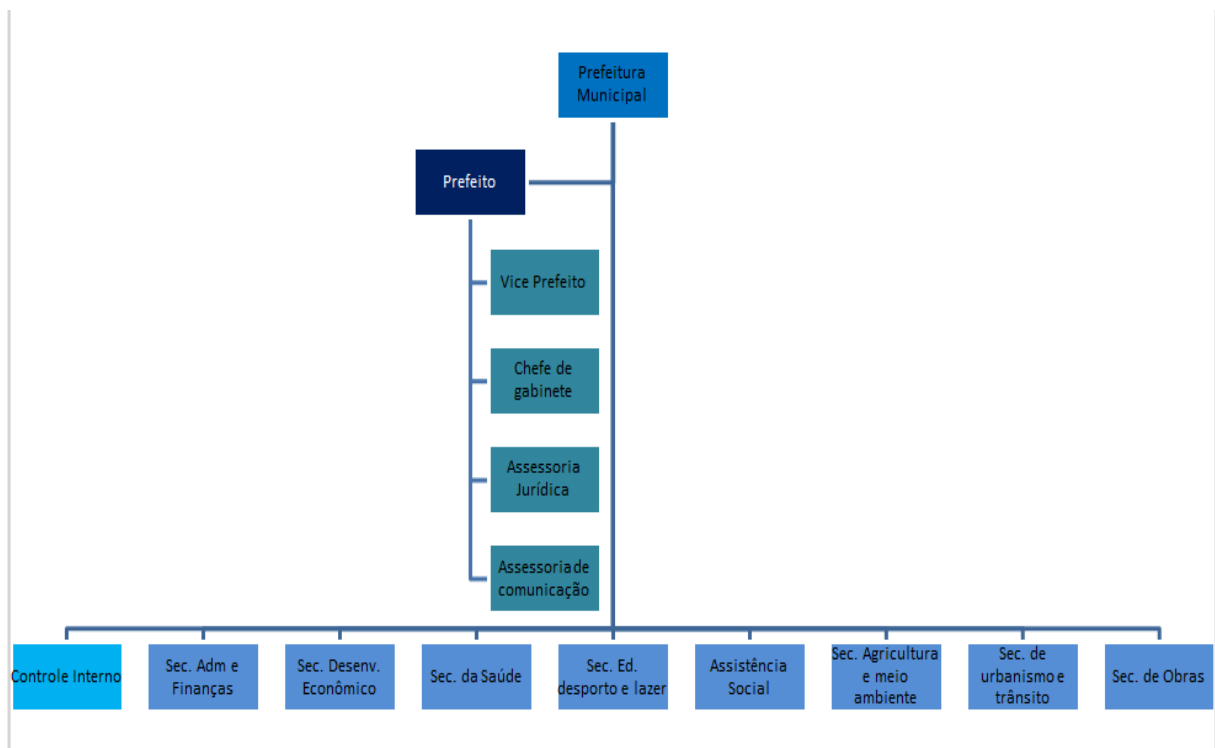 Prefeitura
Municipal
Prefeito
Vice Prefeito
Chefe de
gabinete
Assessoria
Jurídica
Assessoria de
comunicação
Controle Interno
Sec. Adm e
Finanças
Sec. Desenv.
Econômico
Sec. da Saúde
Sec. Ed.
desporto e lazer
Assistência
Social
Sec. Agricultura
e meio
ambiente
Sec. de
urbanismo e
trânsito
Sec. de Obras